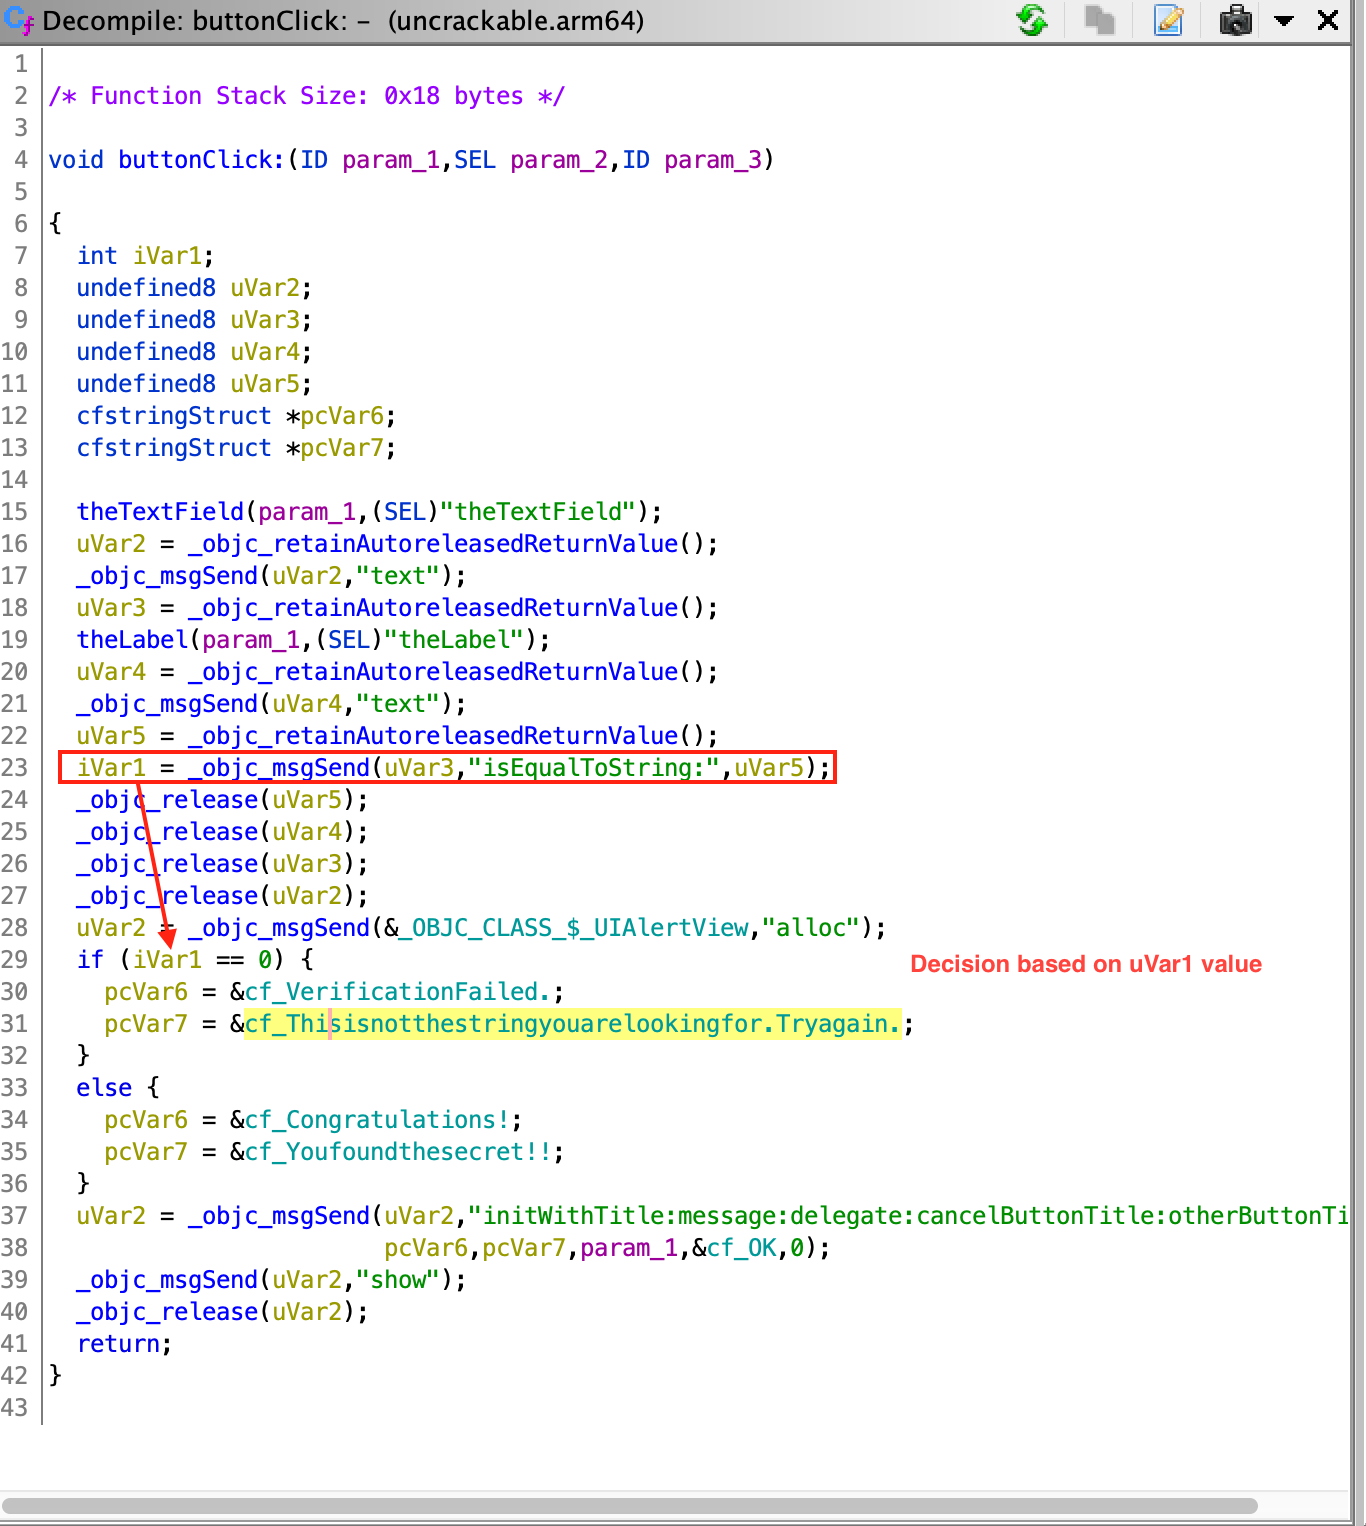 Decompile: buttonClick: - (uncrackable.arm64)
1
2 /* Function Stack Size: 0x18 bytes */
3
4 void buttonClick:(ID param_1,SEL param_2,ID param_3)
5
6 {
7 int iVar1;
8 undefined8 uVar2;
9 undefined8 uVar3;
10 undefined8 uVar4;
11 undefined8 uVar5;
12 cfstringStruct *pcVar6;
13 cfstringStruct *pcVar7;
14
15 theTextField(param_1,(SEL)"theTextField");
16 uVar2 = _objc_retainAutoreleasedReturnValue();
17 _objc_msgSend(uVar2,"text");
18 uVar3 = _objc_retainAutoreleasedReturnValue();
19 theLabel(param_1,(SEL)"theLabel");
20 uVar4 = _objc_retainAutoreleasedReturnValue();
21 _objc_msgSend(uVar4,"text");
22 uVar5 = _objc_retainAutoreleasedReturnValue();
23 iVar1 = _objc_msgSend(uVar3,"isEqualToString:",uVar5);
24 _objc_release(uVar5);
25 _objc_release(uVar4);
26 _objc_release(uVar3);
27 _objc_release(uVar2);
28 uVar2 = _objc_msgSend(&_OBJC_CLASS_$_UIAlertView,"alloc");
29 if (iVar1 == 0) { Decision based on uVar1 value
30 pcVar6 = &cf_VerificationFailed.;
31 pcVar7 = &cf_Thisisnotthestringyouarelookingfor.Tryagain.;
32 }
33 else {
34 pcVar6 = &cf_Congratulations!;
35 pcVar7 = &cf_Youfoundthesecret!!;
36 }
37 uVar2 = _objc_msgSend(uVar2,"initWithTitle:message:delegate:cancelButtonTitle:otherButtonTi
38 pcVar6,pcVar7,param_1,&cf_OK,0);
39 _objc_msgSend(uVar2,"show");
40 _objc_release(uVar2);
41 return;
42 }
43